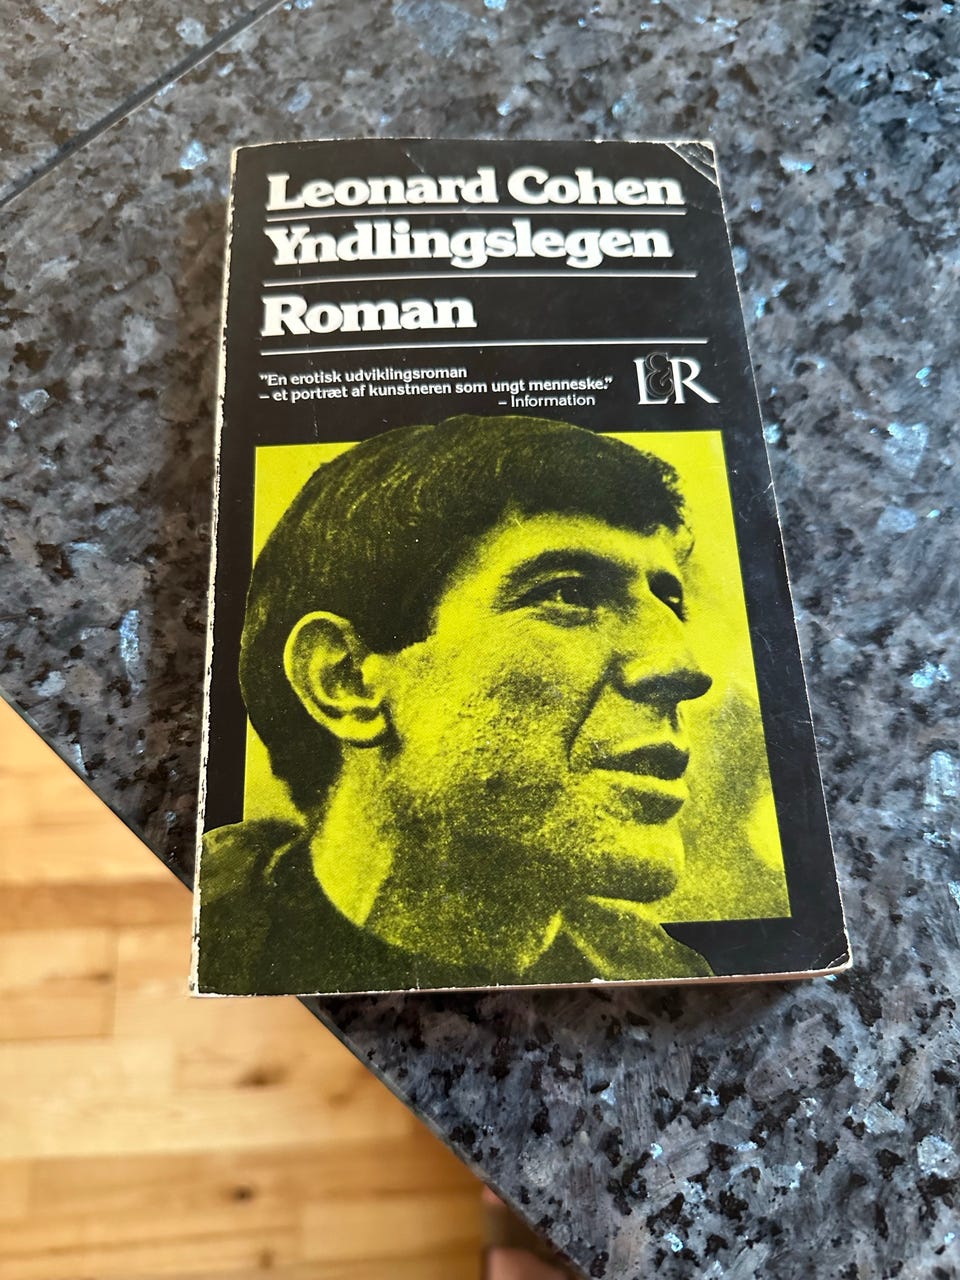 Leonard Cohen
Yndlingslegen
Roman
"En erotisk udviklingsroman
– et portræt af kunstneren som ungt menneske."
– Information
L&R